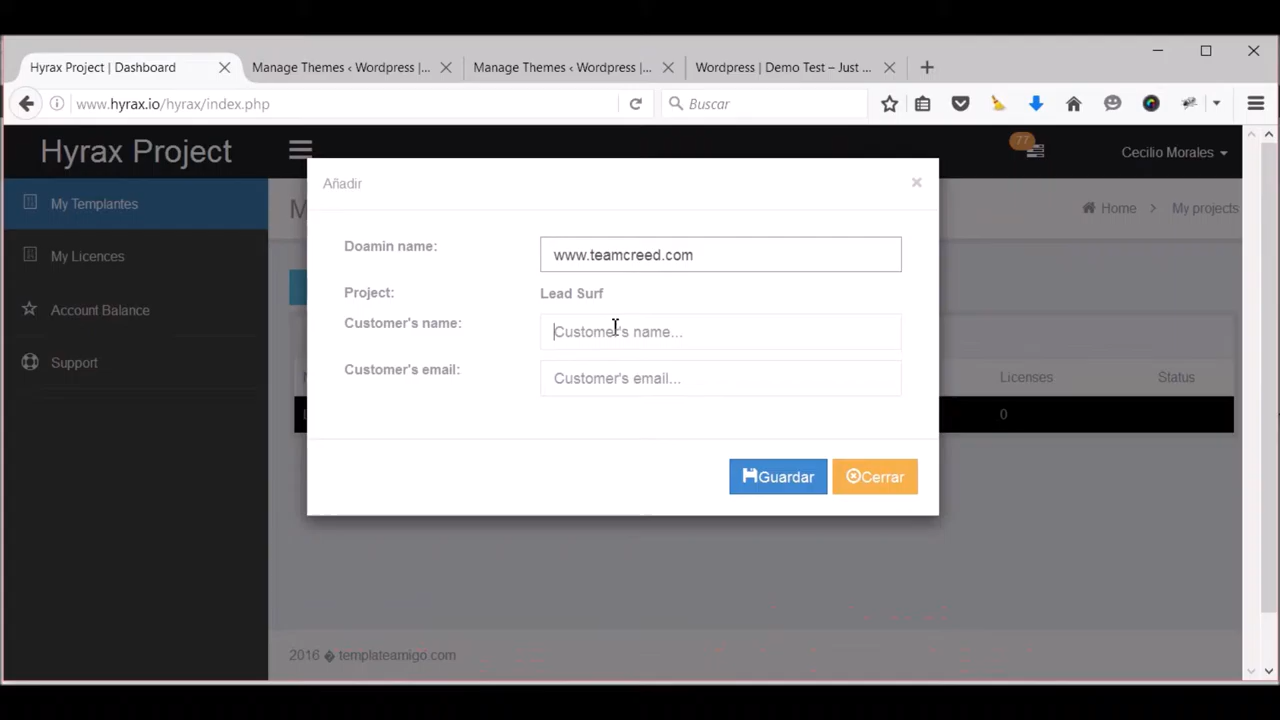 Hyrax Project | Dashboard
Manage Themes ‹ Wordpress |...
Manage Themes ‹ Wordpress |...
Wordpress | Demo Test – Just ...
www.hyrax.io/hyrax/index.php
Buscar
Hyrax Project
77
Cecilio Morales
My Templantes
My Licences
Account Balance
Support
Home
My projects
Añadir
Doamin name:
www.teamcreed.com
Project:
Lead Surf
Customer's name:
Customer's name...
Customer's email:
Customer's email...
Guardar
Cerrar
Licenses
Status
0
2016 � templateamigo.com